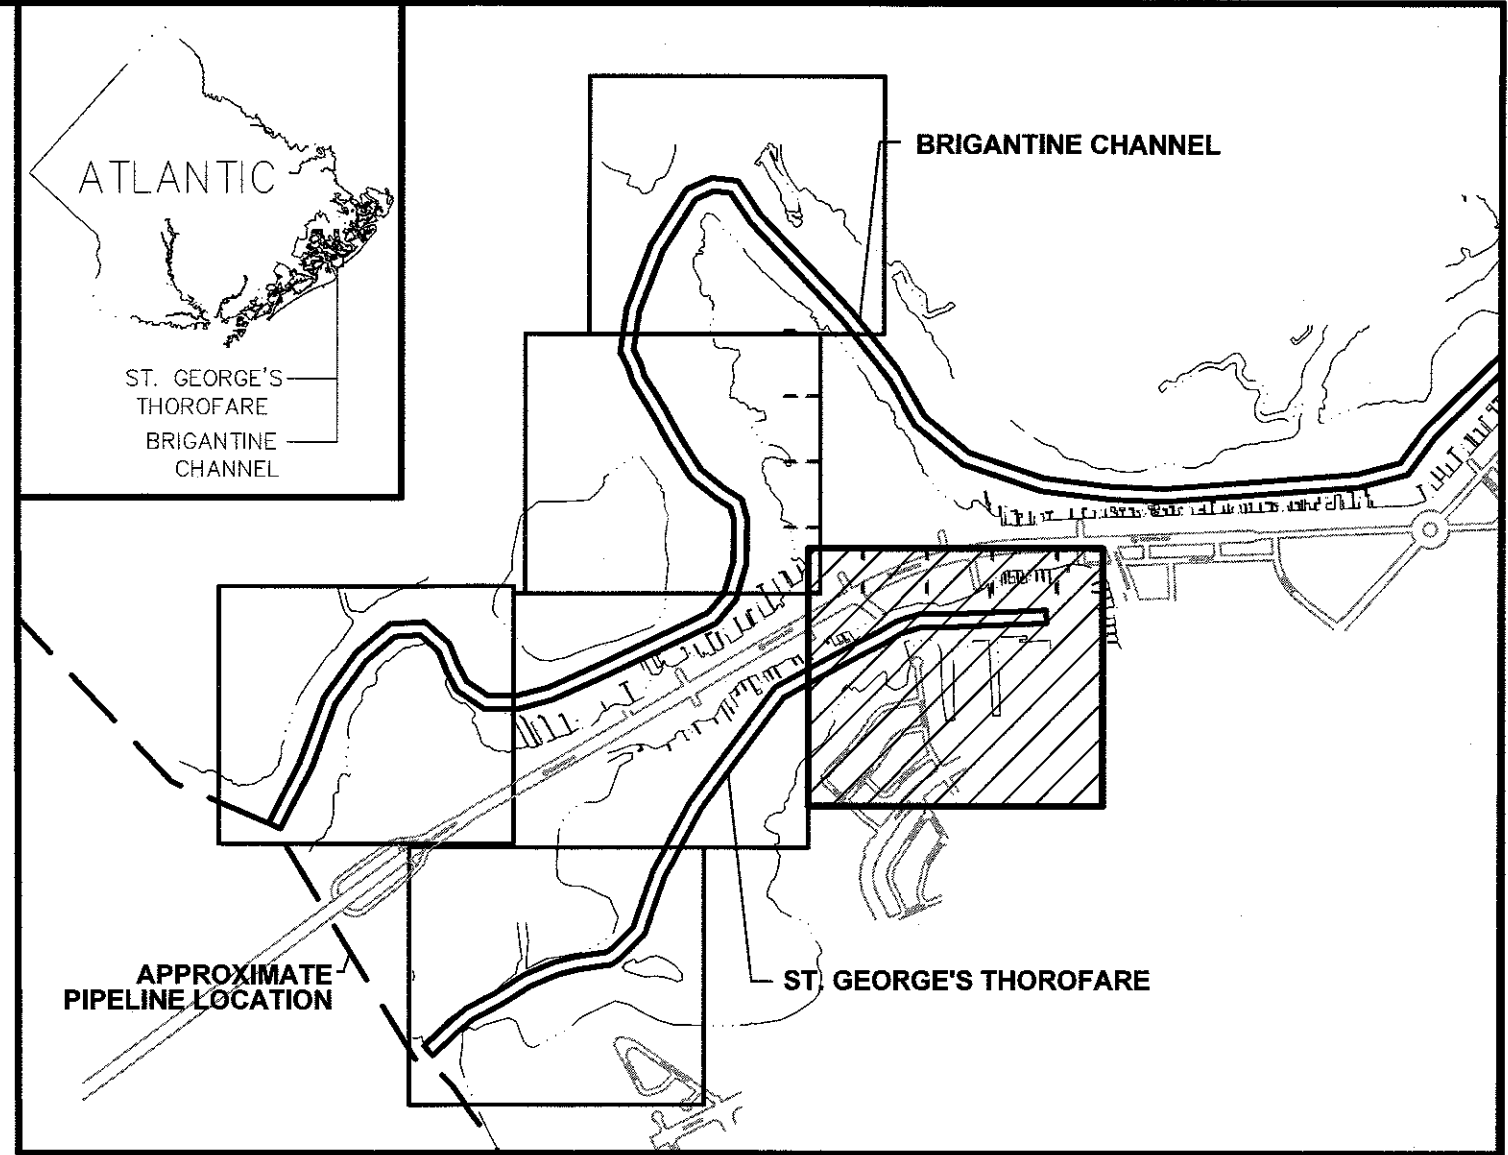 ATLANTIC
ST. GEORGE'S
THOROFARE
BRIGANTINE
CHANNEL
BRIGANTINE CHANNEL
APPROXIMATE
PIPELINE LOCATION
ST. GEORGE'S THOROFARE